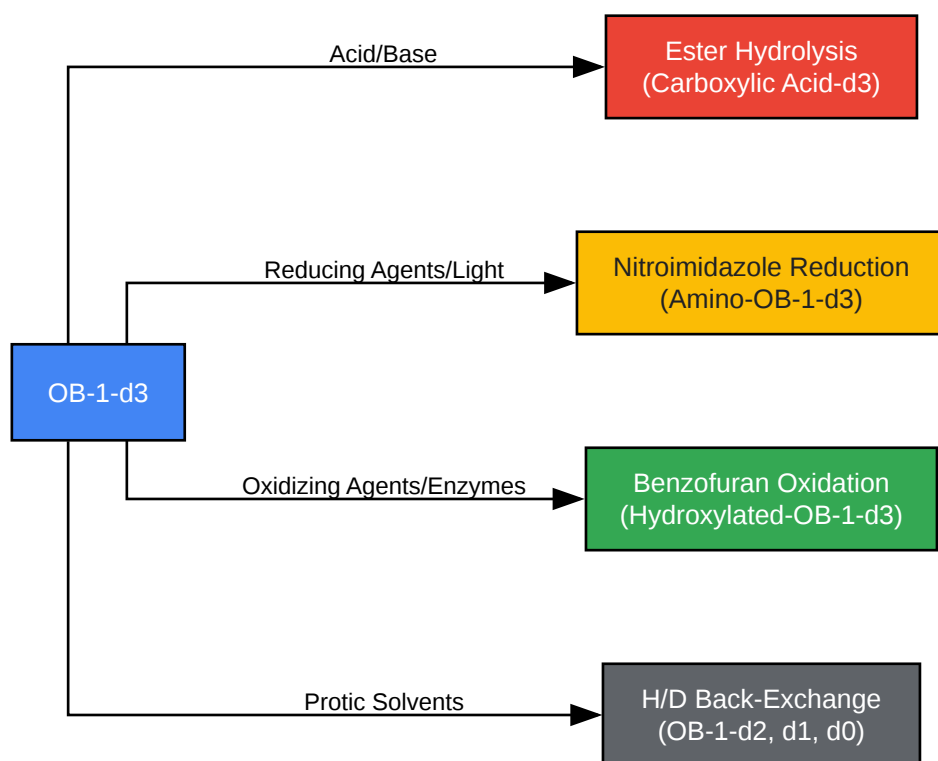 Acid/Base
Ester Hydrolysis
(Carboxylic Acid-d3)
Reducing Agents/Light
Nitroimidazole Reduction
(Amino-OB-1-d3)
OB-1-d3
Oxidizing Agents/Enzymes
Benzofuran Oxidation
(Hydroxylated-OB-1-d3)
Protic Solvents
H/D Back-Exchange
(OB-1-d2, d1, d0)